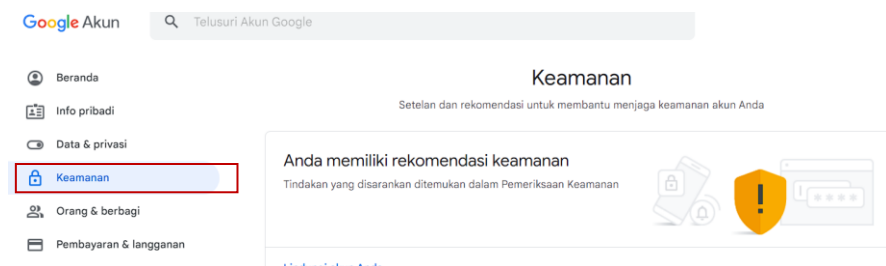 Google Akun
Telusuri Akun Google
Beranda
Info pribadi
Data & privasi
Keamanan
Orang & berbagi
Pembayaran & langganan
Keamanan
Setelan dan rekomendasi untuk membantu menjaga keamanan akun Anda
Anda memiliki rekomendasi keamanan
Tindakan yang disarankan ditemukan dalam Pemeriksaan Keamanan